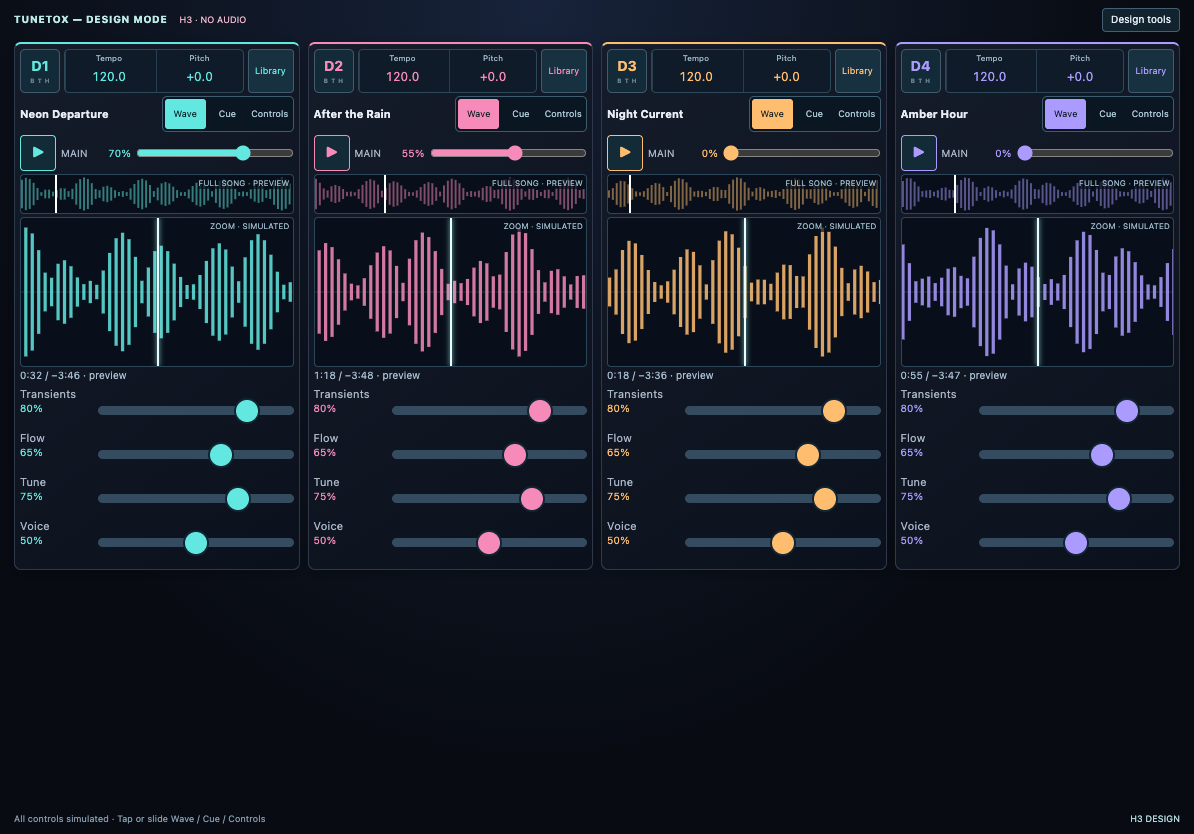 TUNETOX — DESIGN MODE H3 · NO AUDIO Design tools
D1 BTH Tempo 120.0 Pitch +0.0 Library
Neon Departure Wave Cue Controls
MAIN 70%
FULL SONG · PREVIEW
ZOOM · SIMULATED
0:32 / −3:46 · preview
Transients
80%
Flow
65%
Tune
75%
Voice
50%
D2 BTH Tempo 120.0 Pitch +0.0 Library
After the Rain Wave Cue Controls
MAIN 55%
FULL SONG · PREVIEW
ZOOM · SIMULATED
1:18 / −3:48 · preview
Transients
80%
Flow
65%
Tune
75%
Voice
50%
D3 BTH Tempo 120.0 Pitch +0.0 Library
Night Current Wave Cue Controls
MAIN 0%
FULL SONG · PREVIEW
ZOOM · SIMULATED
0:18 / −3:36 · preview
Transients
80%
Flow
65%
Tune
75%
Voice
50%
D4 BTH Tempo 120.0 Pitch +0.0 Library
Amber Hour Wave Cue Controls
MAIN 0%
FULL SONG · PREVIEW
ZOOM · SIMULATED
0:55 / −3:47 · preview
Transients
80%
Flow
65%
Tune
75%
Voice
50%
All controls simulated · Tap or slide Wave / Cue / Controls H3 DESIGN